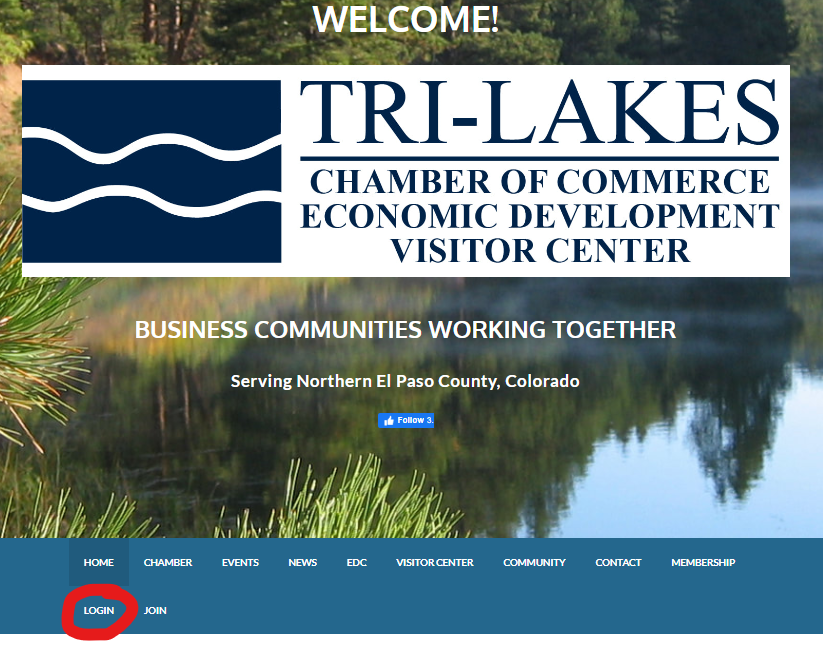 WELCOME!
TRI-LAKES
CHAMBER OF COMMERCE
ECONOMIC DEVELOPMENT
VISITOR CENTER
BUSINESS COMMUNITIES WORKING TOGETHER
Serving Northern El Paso County, Colorado
Follow 3.
HOME CHAMBER EVENTS NEWS EDC VISITOR CENTER COMMUNITY CONTACT MEMBERSHIP
LOGIN JOIN